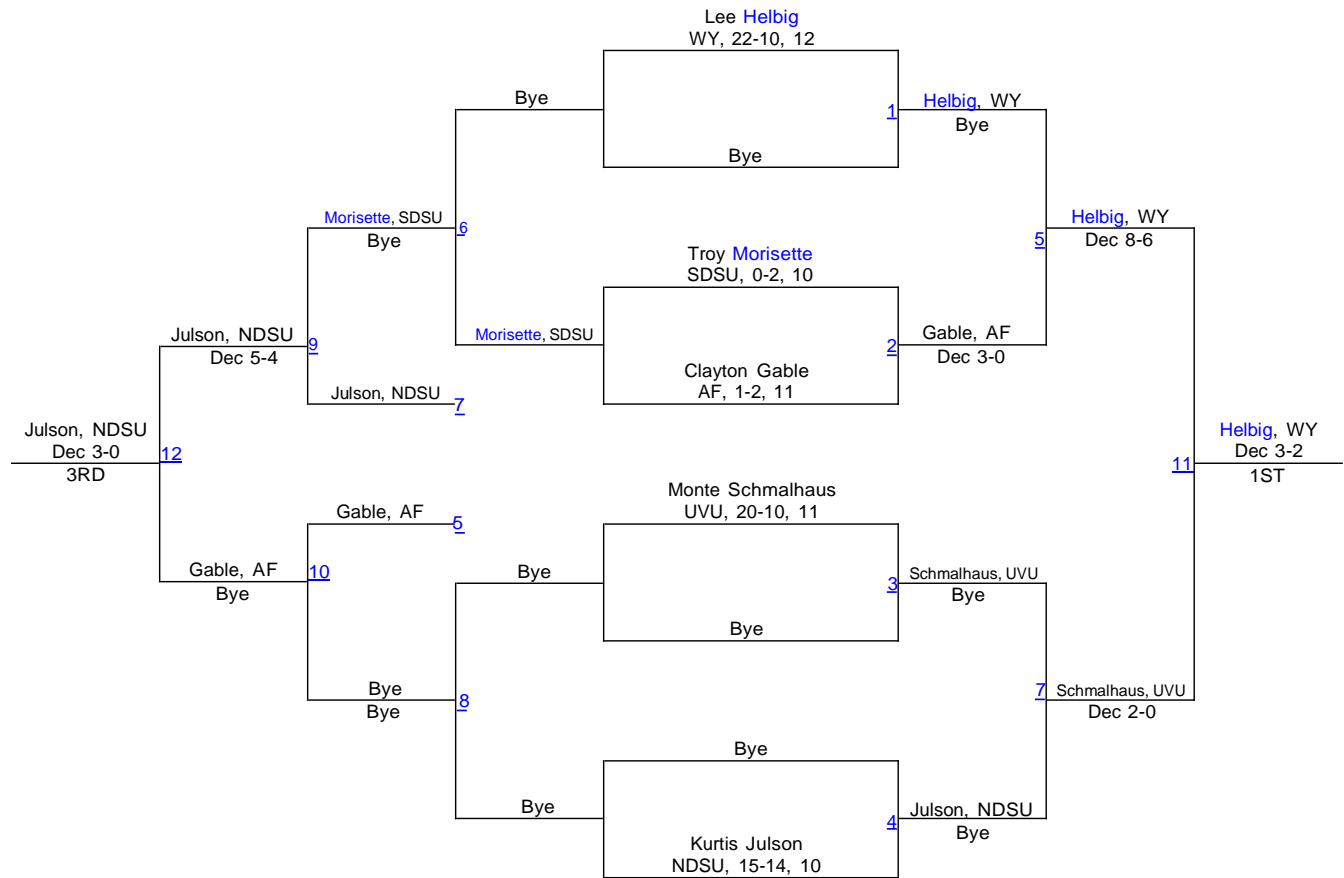 Lee Helbig
WY, 22-10, 12
Bye
1
Helbig, WY
Bye
Bye
Morisette, SDSU
Bye
6
Helbig, WY
Dec 8-6
5
Troy Morisette
SDSU, 0-2, 10
Julson, NDSU
Dec 5-4
9
Morisette, SDSU
2
Gable, AF
Dec 3-0
Clayton Gable
AF, 1-2, 11
Julson, NDSU
7
Julson, NDSU
Dec 3-0
3RD
12
11
Helbig, WY
Dec 3-2
1ST
Monte Schmalhaus
UVU, 20-10, 11
Gable, AF
5
Gable, AF
Bye
10
Bye
3
Schmalhaus, UVU
Bye
Bye
Bye
Bye
8
7
Schmalhaus, UVU
Dec 2-0
Bye
Bye
4
Julson, NDSU
Bye
Kurtis Julson
NDSU, 15-14, 10